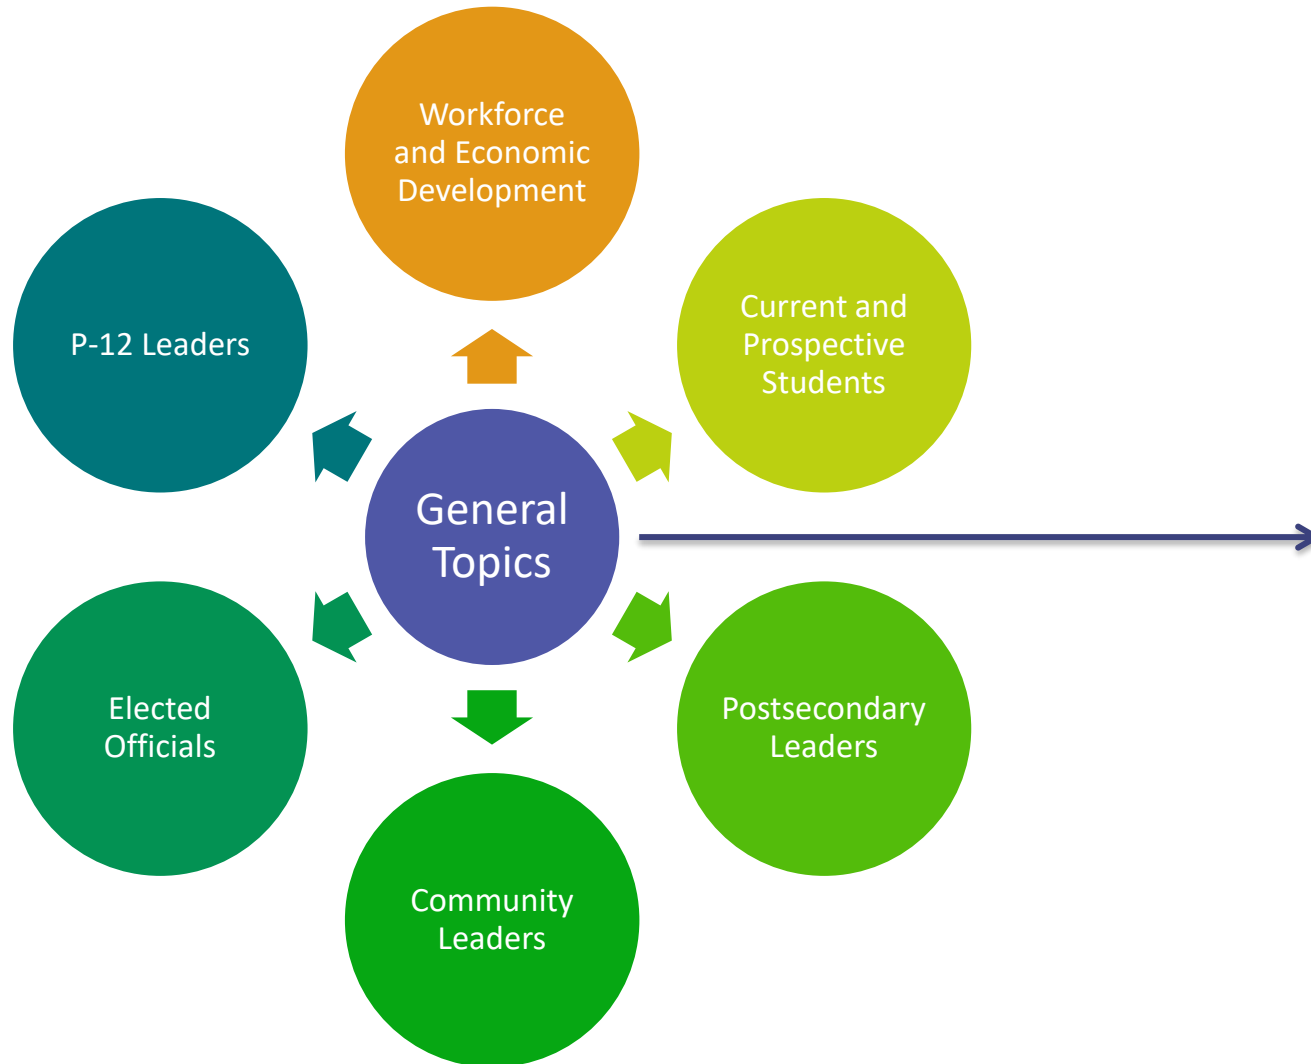 Workforce
and Economic
Development
Current and
Prospective
Students
P-12 Leaders
General
Topics
Elected
Officials
Postsecondary
Leaders
Community
Leaders